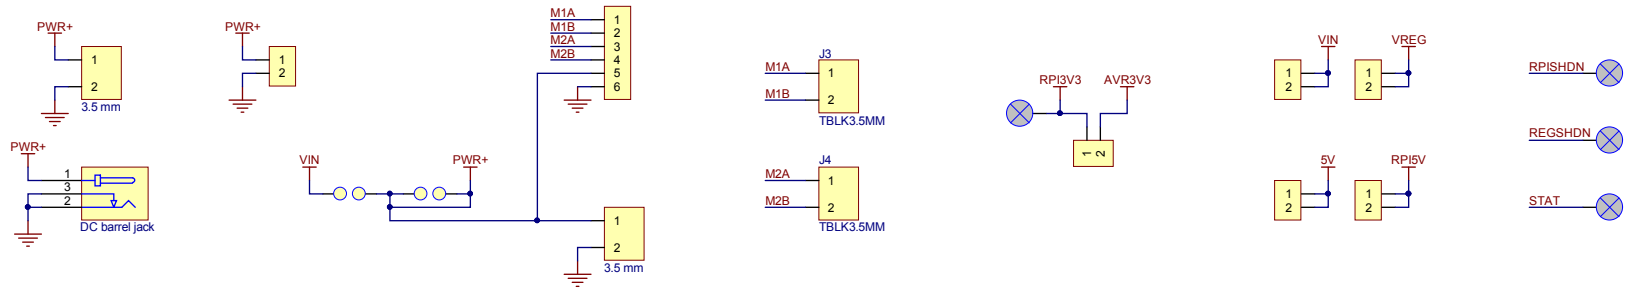 PWR+
1
2
3.5 mm
PWR+
1
3
2
DC barrel jack
PWR+
1
2
VIN
PWR+
M1A
M1B
M2A
M2B
1
2
3
4
5
6
1
2
3.5 mm
J3
M1A
M1B
1
2
TBLK3.5MM
J4
M2A
M2B
1
2
TBLK3.5MM
RPI3V3
AVR3V3
1
2
VIN
1
2
VREG
1
2
5V
1
2
RPI5V
1
2
RPISHDN
REGSHDN
STAT